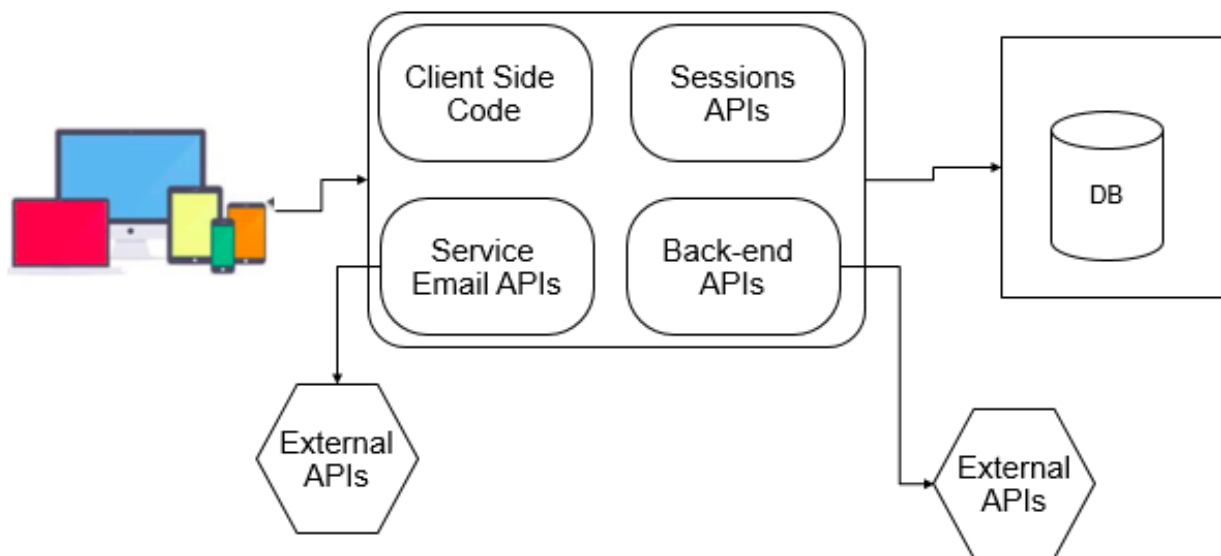 Client Side
Code
Sessions
APIs
Service
Email APIs
Back-end
APIs
DB
External
APIs
External
APIs